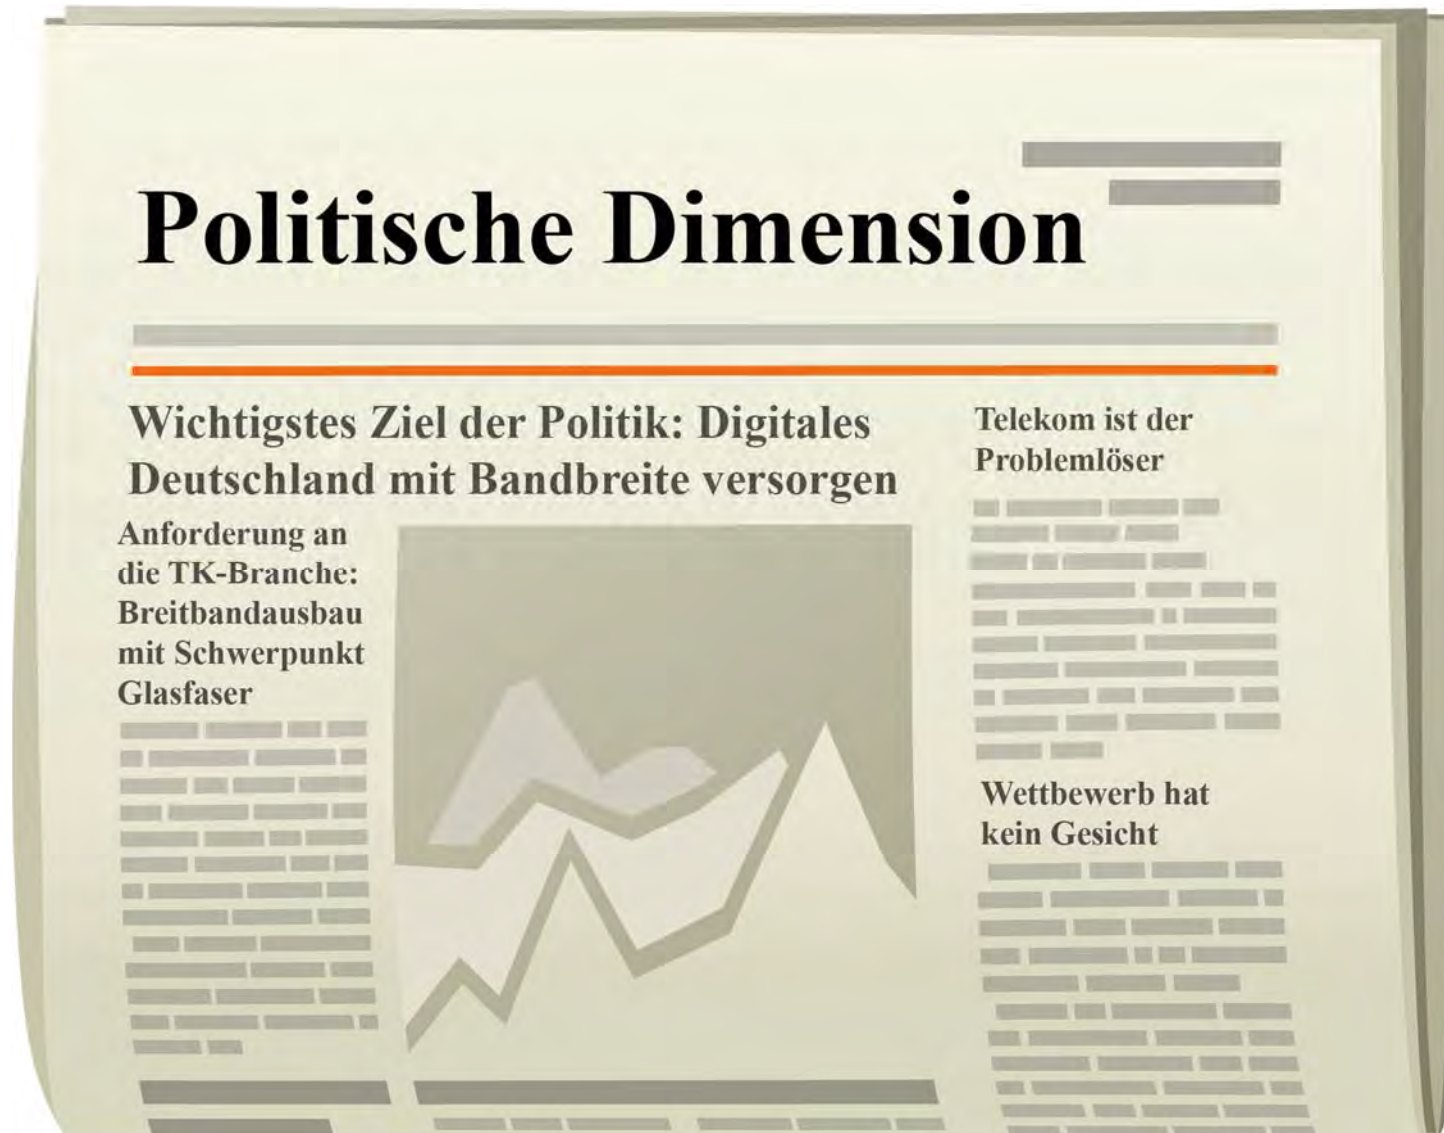 Politische Dimension
Wichtigstes Ziel der Politik: Digitales
Deutschland mit Bandbreite versorgen
Anforderung an
die TK-Branche:
Breitbandausbau
mit Schwerpunkt
Glasfaser
Telekom ist der
Problemlöser
Wettbewerb hat
kein Gesicht